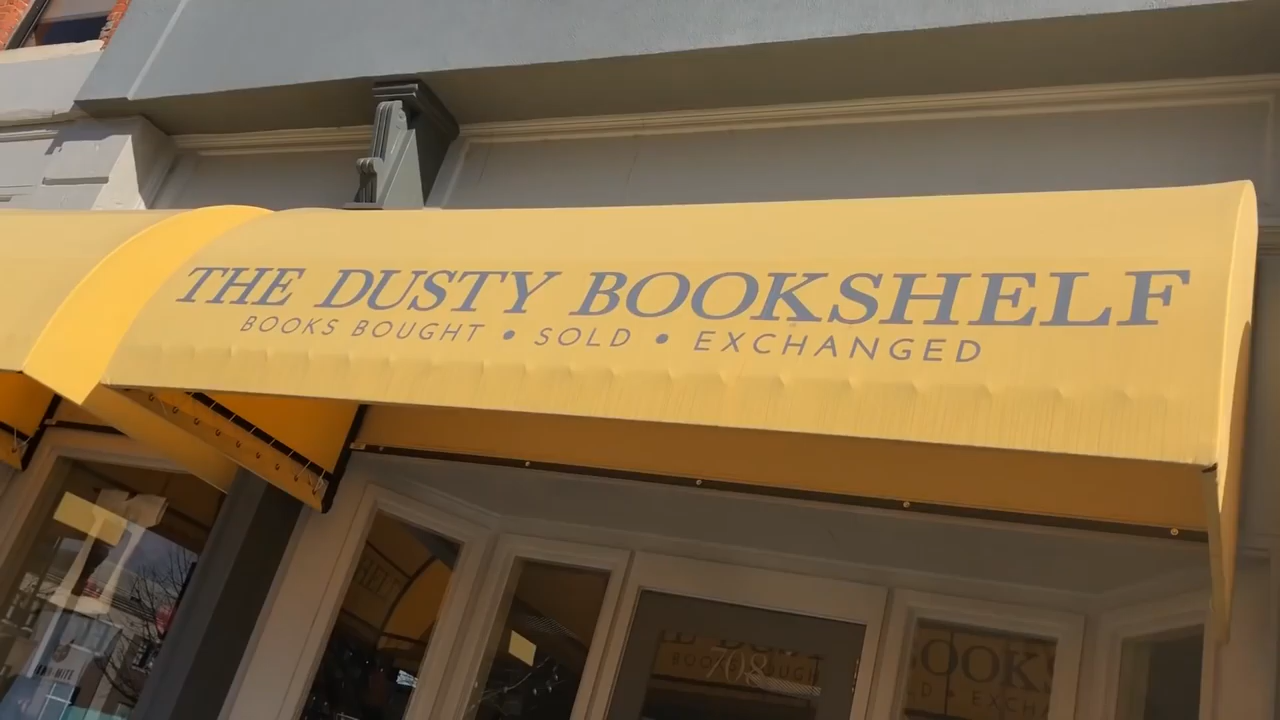 THE DUSTY BOOKSHELF
BOOKS BOUGHT • SOLD • EXCHANGED
708